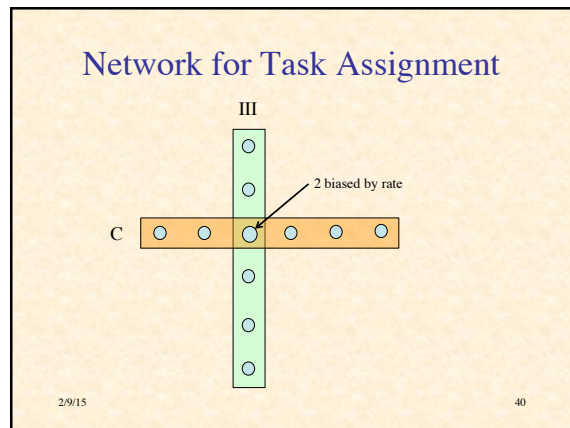 Network for Task Assignment
III
2 biased by rate
C
2/9/15
40